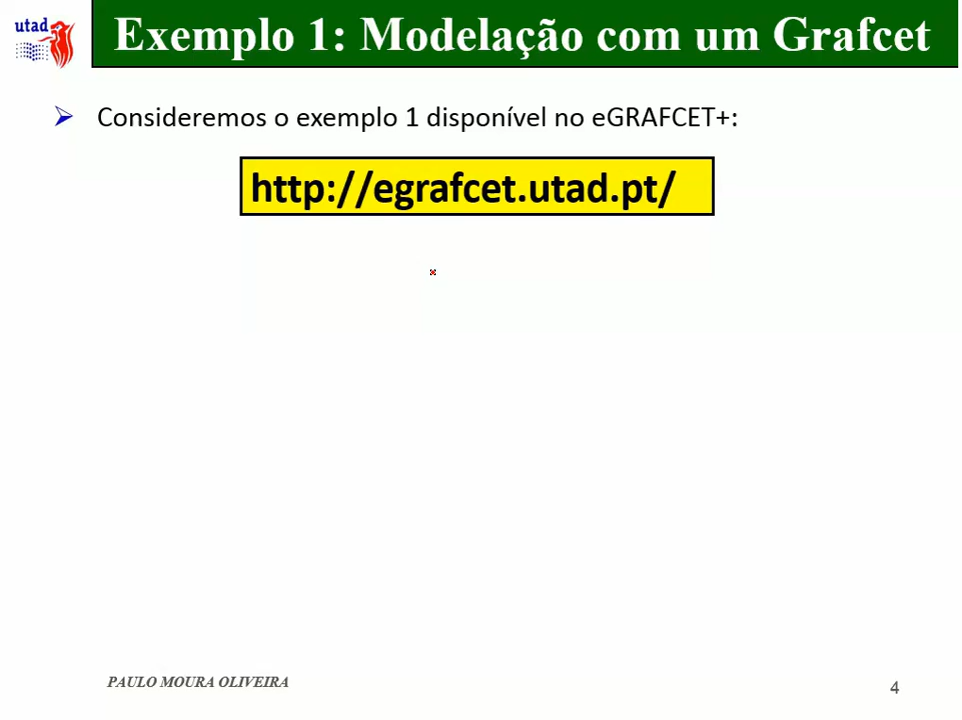 utad
Exemplo 1: Modelação com um Grafcet
Consideremos o exemplo 1 disponível no eGRAFCET+:
http://egrafcet.utad.pt/
PAULO MOURA OLIVEIRA
4